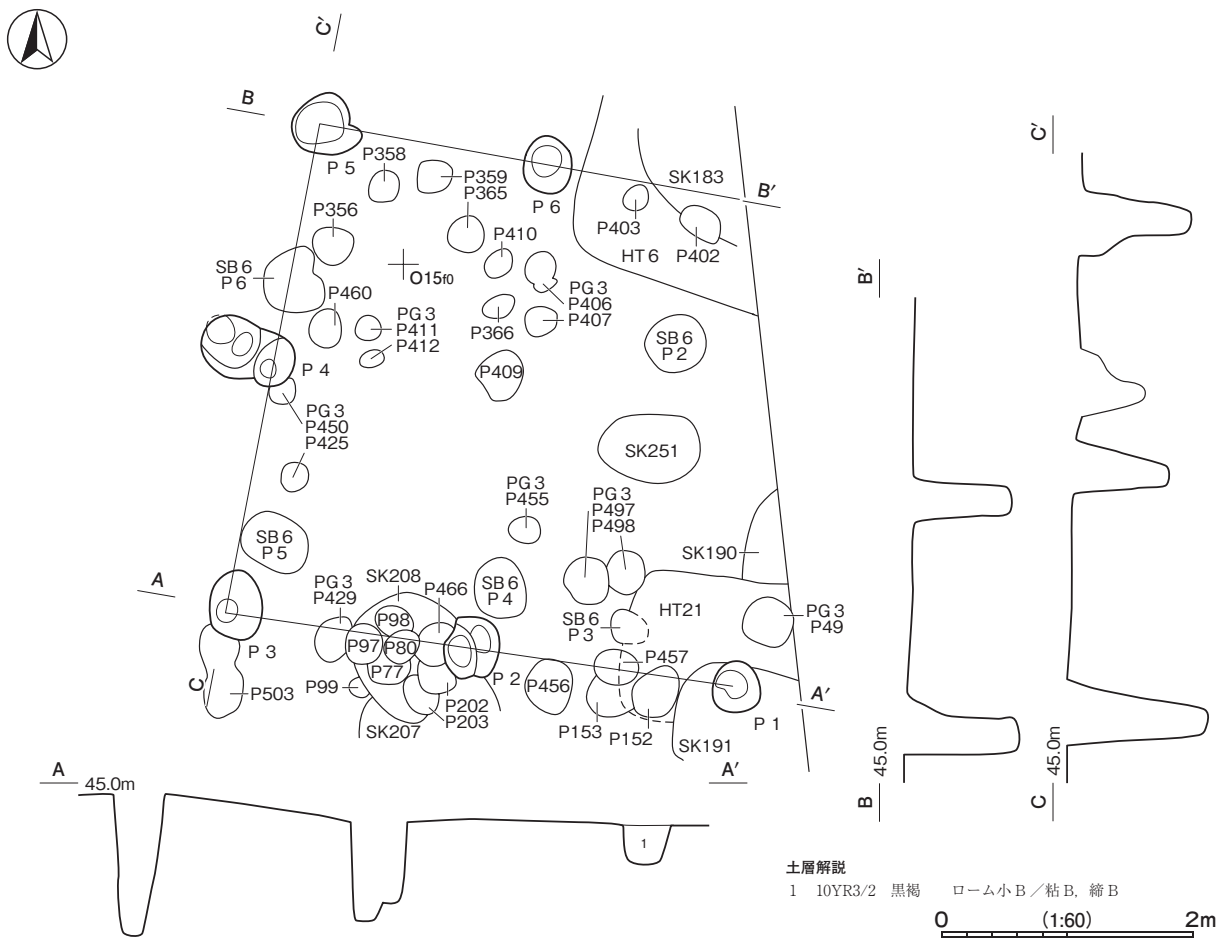 C′
B
P 5
P358
P359
P365
P 6
SK183
B′
P403
P402
HT 6
P356
P410
O15f0
SB 6
P 6
P460
PG 3
P411
P412
PG 3
P406
P407
P366
SB 6
P 2
P409
P 4
PG 3
P450
P425
SK251
PG 3
P455
PG 3
P497
P498
SB 6
P 5
SK190
A
PG 3
P429
SK208
P466
SB 6
P 4
HT21
PG 3
P49
SB 6
P 3
P98
P97
P80
P77
P 3
P 2
P457
P456
C
P503
P99
P202
P203
SK207
P153
P152
SK191
P 1
A′
C′
B′
B
45.0m
C
45.0m
A
45.0m
A′
1
土層解説
1 10YR3/2 黒褐 ローム小B／粘B，締B
0 (1:60) 2m